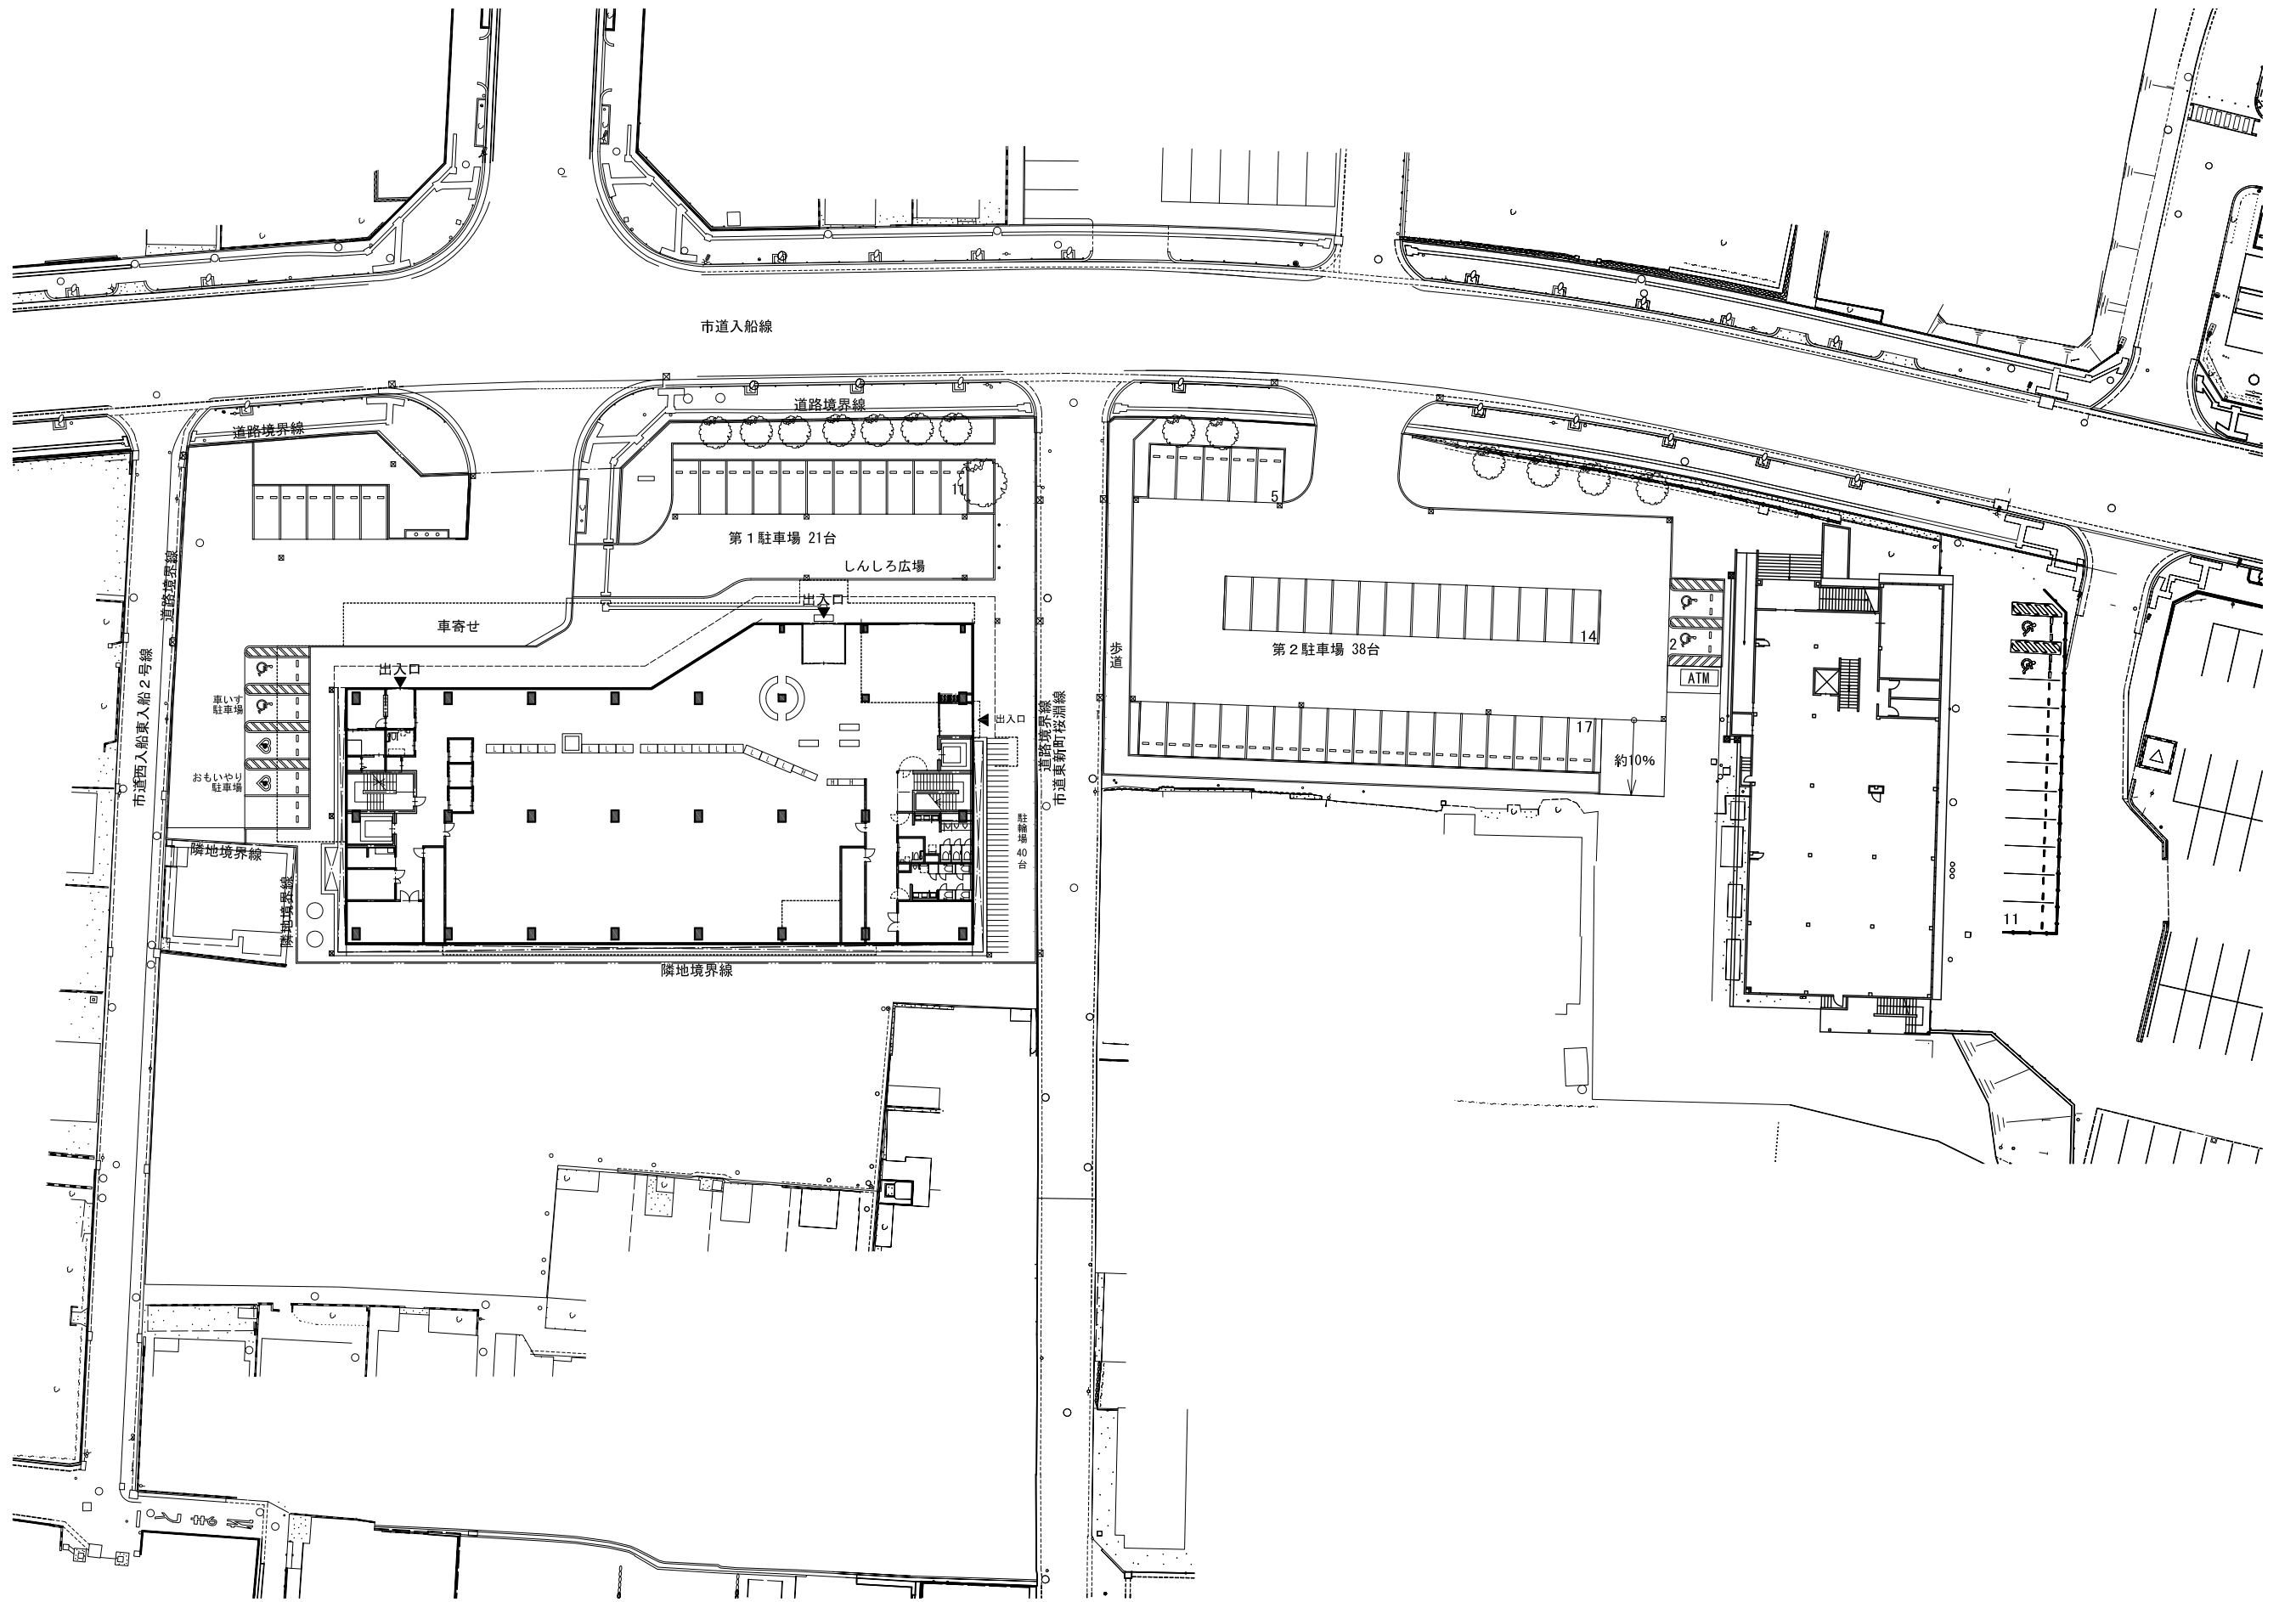 市道入船線
道路境界線
道路境界線
11
5
第1駐車場 21台
しんしろ広場
出入口
車寄せ
出入口
車いす
駐車場
おもいやり
駐車場
道路境界線
市道西入船東入船2号線
出入口
道路境界線
市道東新町桜淵線
歩道
14
第2駐車場 38台
2
ATM
17
約10%
駐輪場 40台
隣地境界線
隣地境界線
隣地境界線
11
止まれ